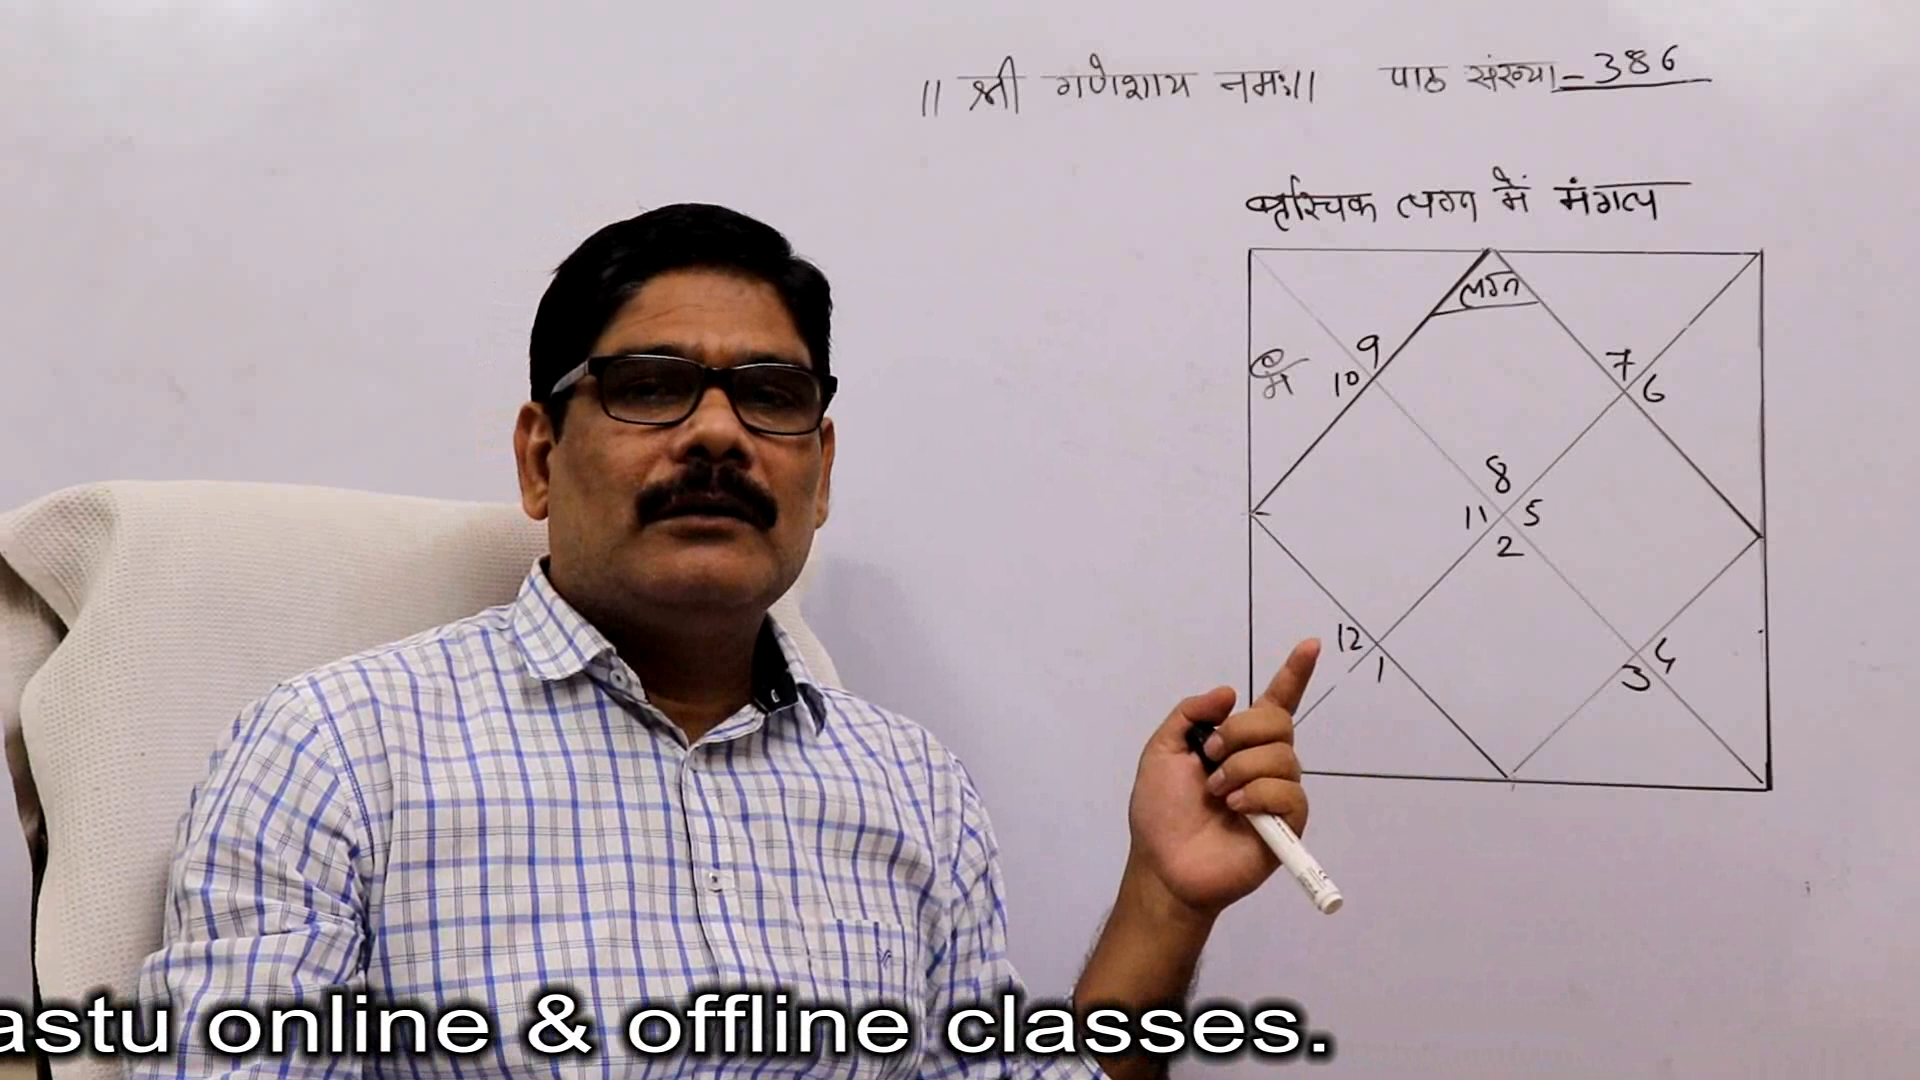 ॥ श्री गणेशाय नमः॥ पाठ संख्या - 386
वृश्चिक लग्न में मंगल
लग्न
9
10
मं
7
6
8
11 5
2
12
1
4
3
astu online & offline classes.